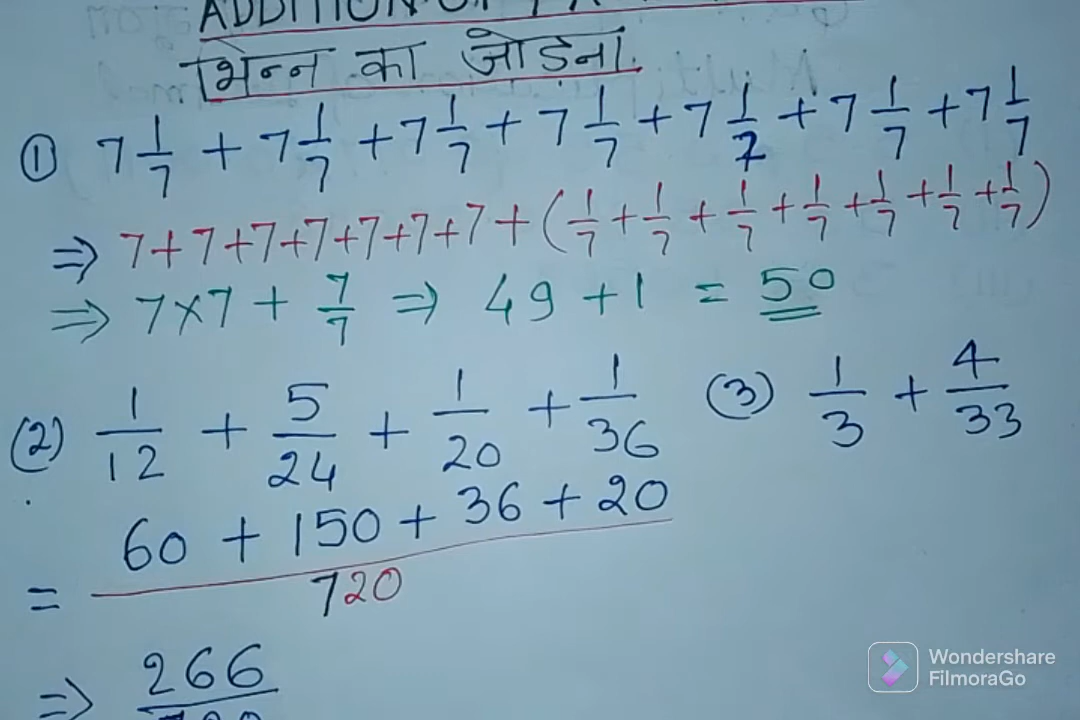 ADDITION OF
भिन्न का जोडना.
① 7 1/7 + 7 1/7 + 7 1/7 + 7 1/7 + 7 1/7 + 7 1/7 + 7 1/7
⇒ 7+7+7+7+7+7+7+(1/7+1/7+1/7+1/7+1/7+1/7+1/7)
⇒ 7×7 + 7/7 ⇒ 49 + 1 = 50
(2) 1/12 + 5/24 + 1/20 + 1/36
(3) 1/3 + 4/33
= (60 + 150 + 36 + 20)/720
⇒ 266
Wondershare
FilmoraGo